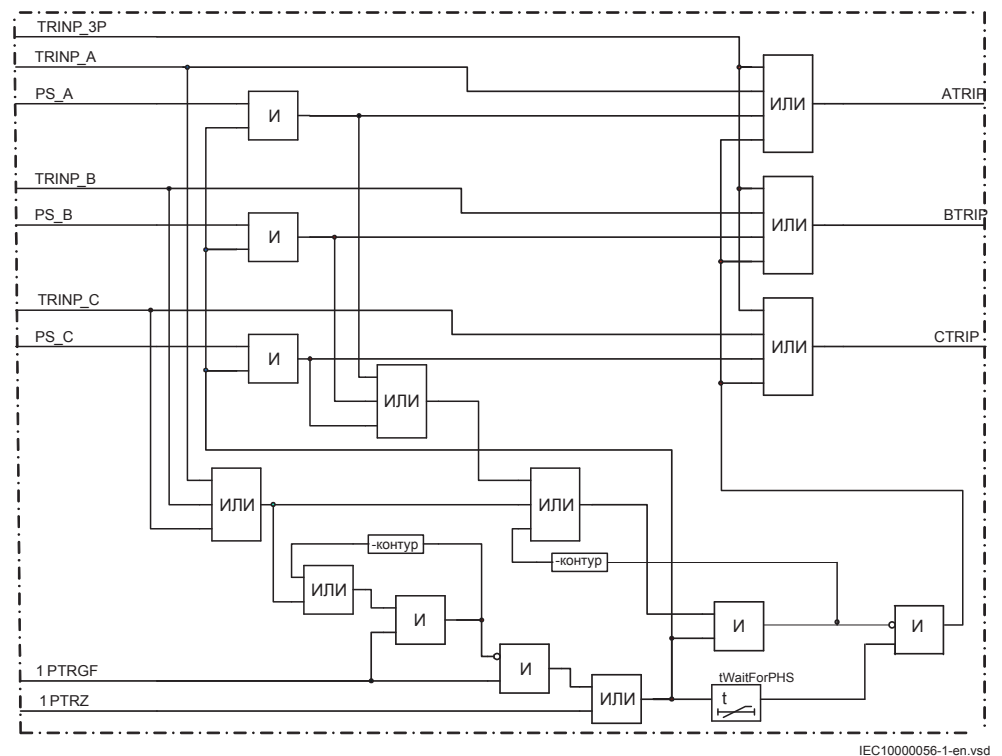 TRINP_3P
TRINP_A
PS_A
И
ИЛИ
ATRIP
TRINP_B
PS_B
И
ИЛИ
BTRIP
TRINP_C
PS_C
И
ИЛИ
CTRIP
ИЛИ
ИЛИ
ИЛИ
-контур
-контур
ИЛИ
И
И
И
И
1PTRGF
1PTRZ
ИЛИ
tWaitForPHS
t
IEC10000056-1-en.vsd